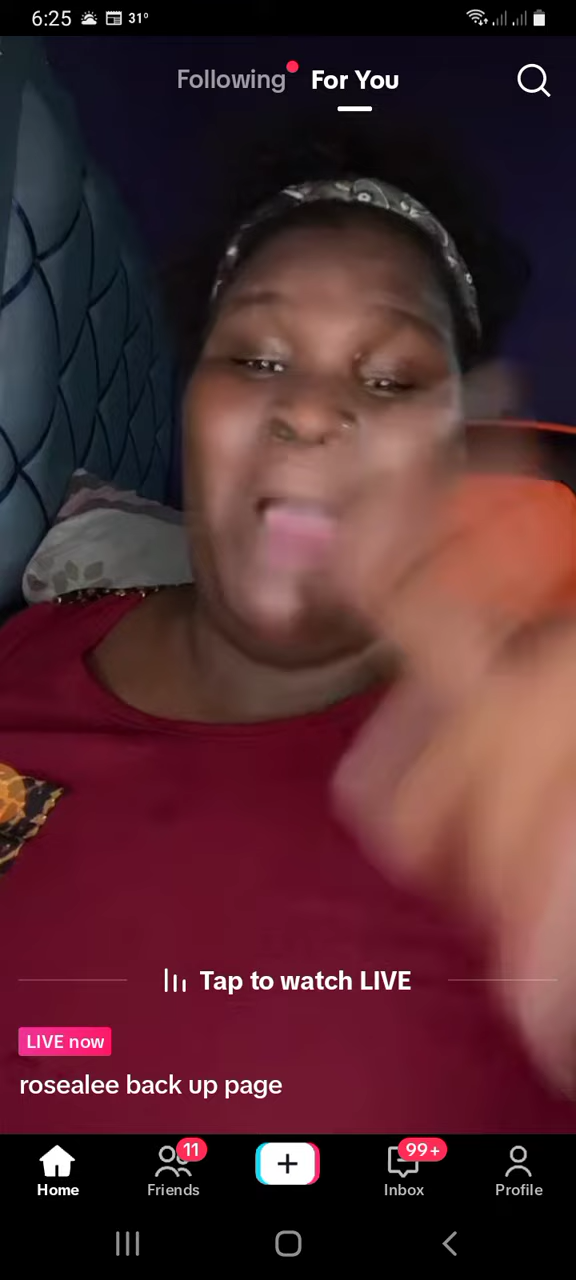 6:25 31°
Following For You
Tap to watch LIVE
LIVE now
rosealee back up page
11 99+
Home Friends Inbox Profile